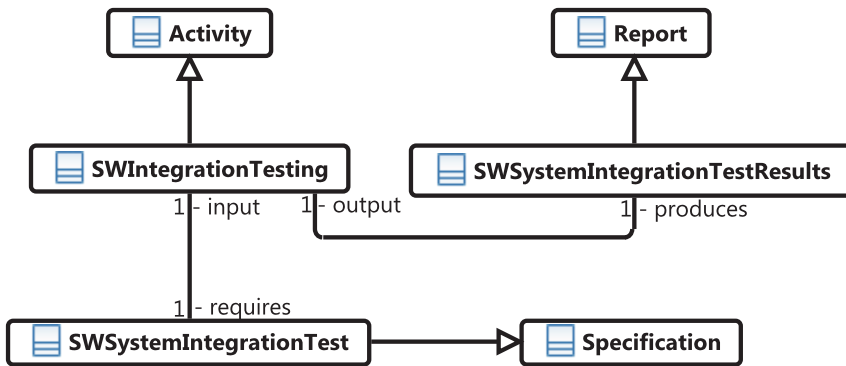 Activity
Report
SWIntegrationTesting
SWSystemIntegrationTestResults
1 - input
1 - output
1 - produces
1 - requires
SWSystemIntegrationTest
Specification